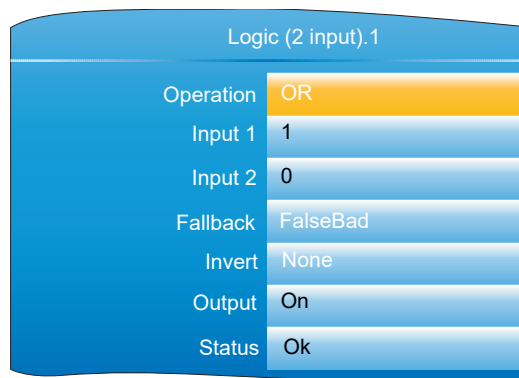 Logic (2 input).1
Operation OR
Input 1 1
Input 2 0
Fallback FalseBad
Invert None
Output On
Status Ok